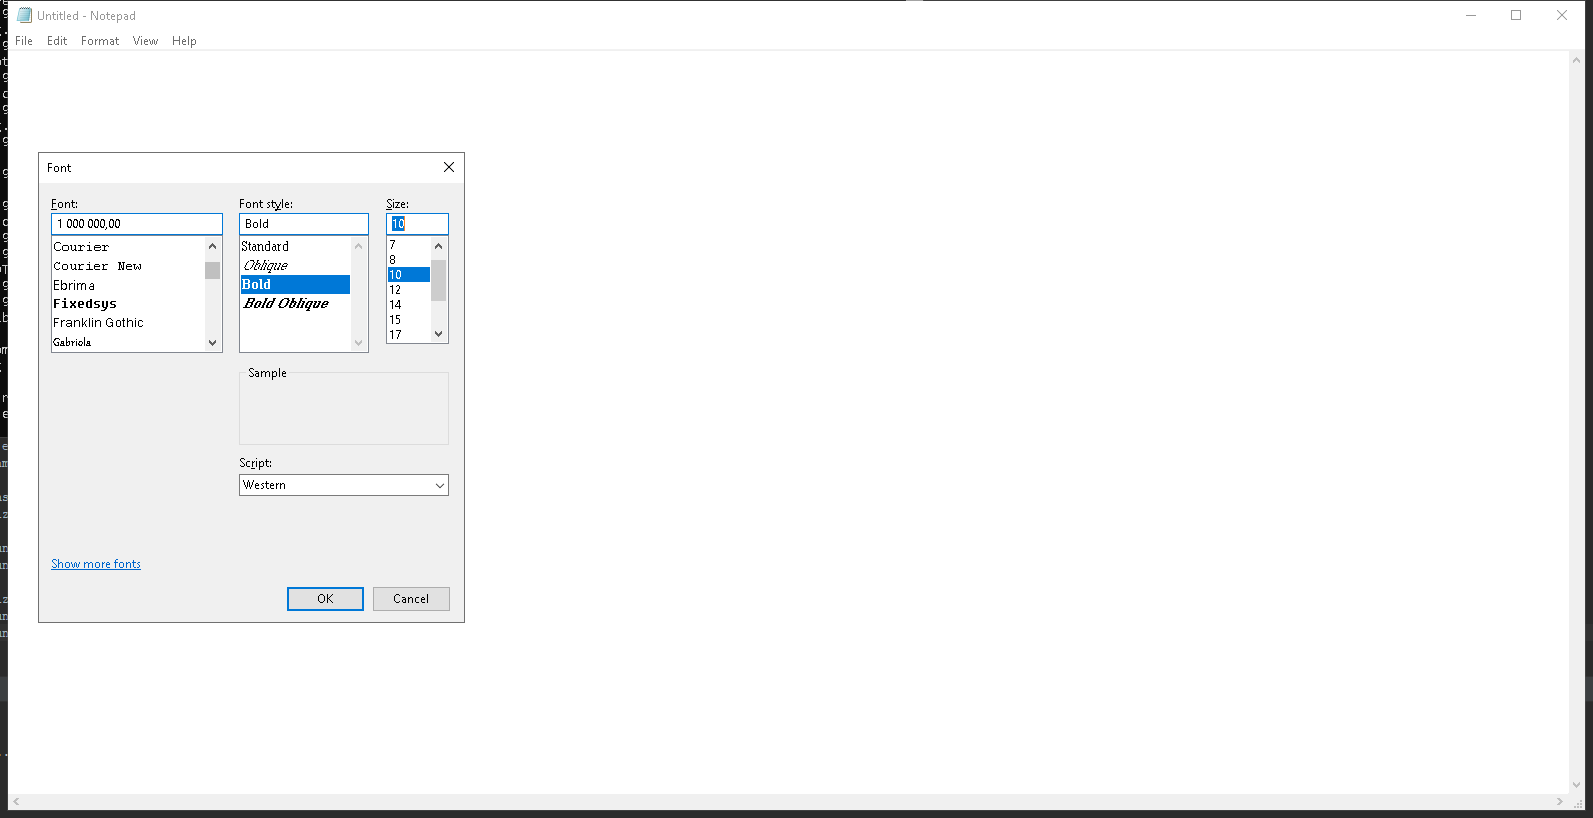 Untitled - Notepad
File Edit Format View Help
Font
Font: Font style: Size:
1 000 000,00 Bold 10
Courier
Courier New
Ebrima
Fixedsys
Franklin Gothic
Gabriola
Standard
Oblique
Bold
Bold Oblique
7
8
10
12
14
15
17
Sample
Script:
Western
Show more fonts
OK Cancel